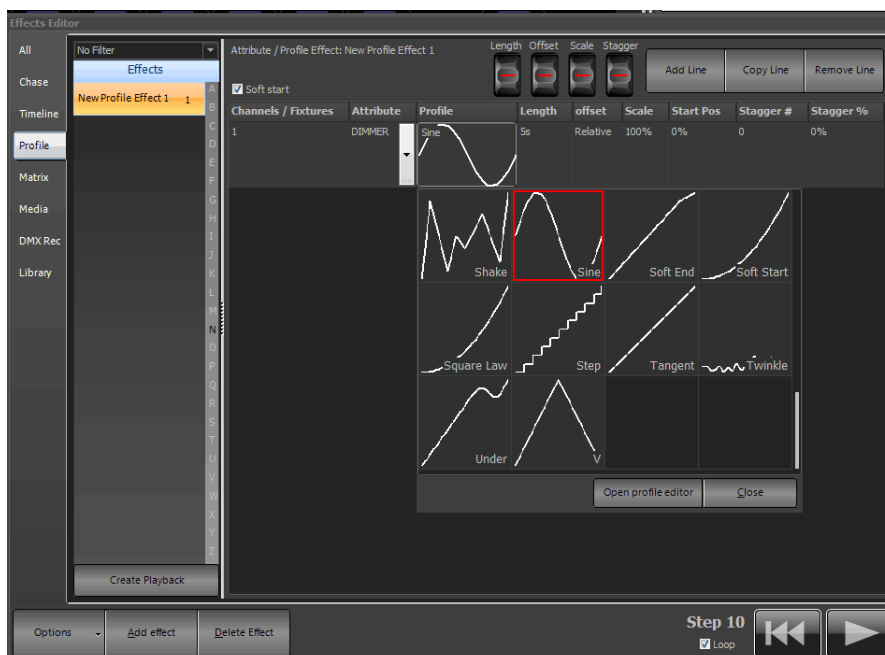 Effects Editor
All
Chase
Timeline
Profile
Matrix
Media
DMX Rec
Library
No Filter
Effects
New Profile Effect 1 1
A
B
C
D
E
F
G
H
I
J
K
L
M
N
O
P
Q
R
S
T
U
V
W
X
Y
Z
Create Playback
Attribute / Profile Effect: New Profile Effect 1
Length Offset Scale Stagger
Add Line Copy Line Remove Line
Soft start
Channels / Fixtures Attribute Profile Length offset Scale Start Pos Stagger # Stagger %
1 DIMMER Sine 5s Relative 100% 0% 0 0%
Shake Sine Soft End Soft Start
Square Law Step Tangent Twinkle
Under V
Open profile editor Close
Options Add effect Delete Effect
Step 10
Loop